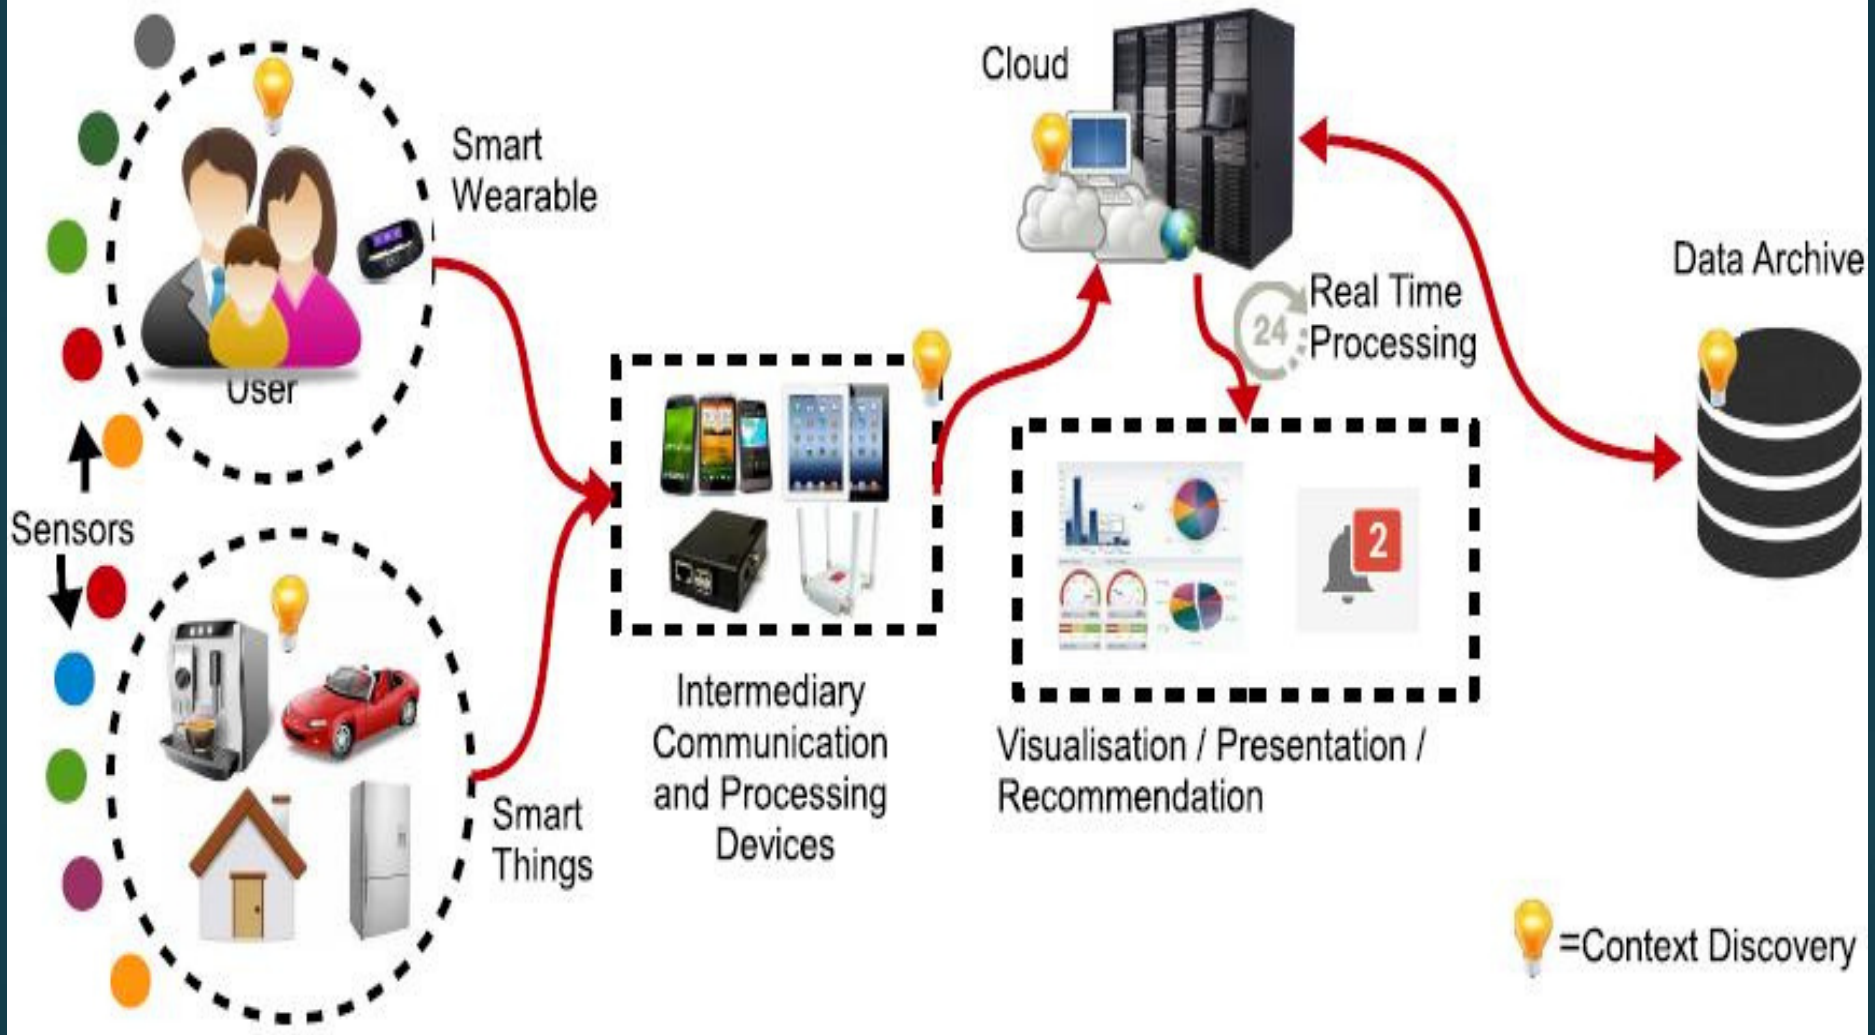 Smart
Wearable
User
Sensors
Smart
Things
Intermediary
Communication
and Processing
Devices
Cloud
24
Real Time
Processing
2
Visualisation / Presentation /
Recommendation
Data Archive
=Context Discovery